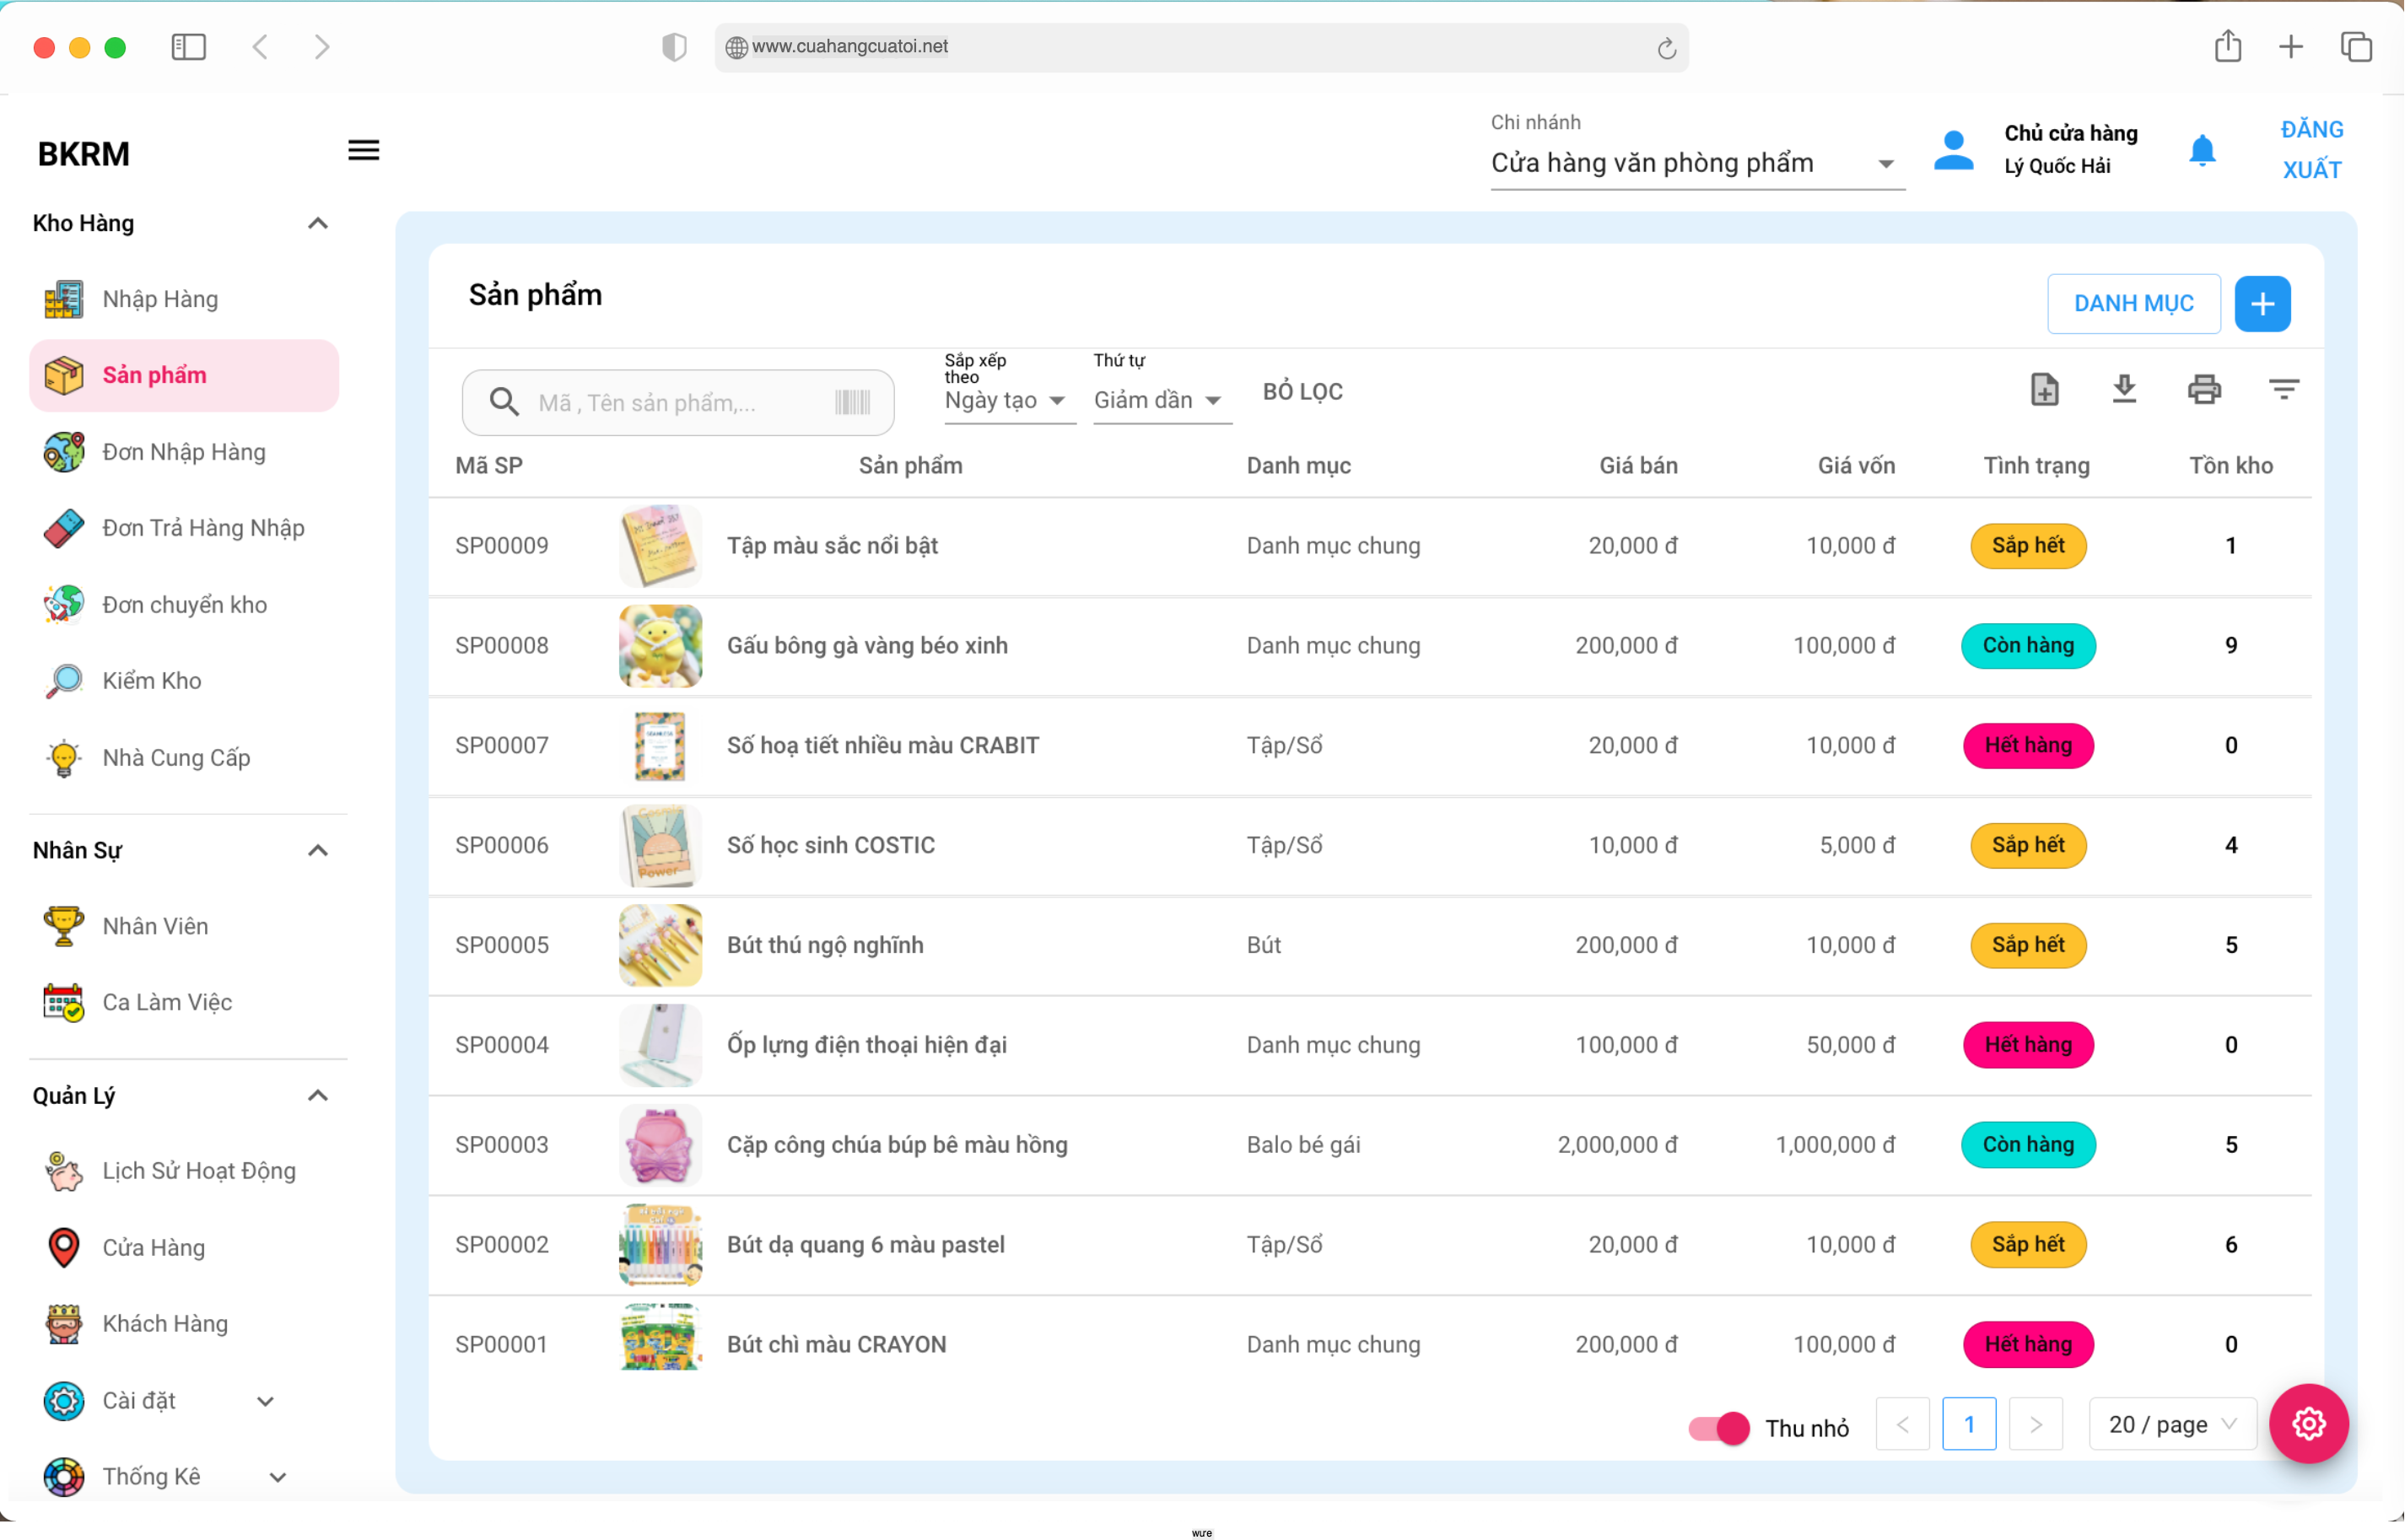 www.cuahangcuatoi.net
BKRM
Chi nhánh
Cửa hàng văn phòng phẩm
Chủ cửa hàng
Lý Quốc Hải
ĐĂNG
XUẤT
Kho Hàng
Nhập Hàng
Sản phẩm
Đơn Nhập Hàng
Đơn Trả Hàng Nhập
Đơn chuyển kho
Kiểm Kho
Nhà Cung Cấp
Nhân Sự
Nhân Viên
Ca Làm Việc
Quản Lý
Lịch Sử Hoạt Động
Cửa Hàng
Khách Hàng
Cài đặt
Thống Kê
Sản phẩm
DANH MỤC
Mã , Tên sản phẩm,...
Sắp xếp
theo
Ngày tạo
Thứ tự
Giảm dần
BỎ LỌC
Mã SP Sản phẩm Danh mục Giá bán Giá vốn Tình trạng Tồn kho
SP00009 Tập màu sắc nổi bật Danh mục chung 20,000 đ 10,000 đ Sắp hết 1
SP00008 Gấu bông gà vàng béo xinh Danh mục chung 200,000 đ 100,000 đ Còn hàng 9
SP00007 Số hoạ tiết nhiều màu CRABIT Tập/Sổ 20,000 đ 10,000 đ Hết hàng 0
SP00006 Số học sinh COSTIC Tập/Sổ 10,000 đ 5,000 đ Sắp hết 4
SP00005 Bút thú ngộ nghĩnh Bút 200,000 đ 10,000 đ Sắp hết 5
SP00004 Ốp lựng điện thoại hiện đại Danh mục chung 100,000 đ 50,000 đ Hết hàng 0
SP00003 Cặp công chúa búp bê màu hồng Balo bé gái 2,000,000 đ 1,000,000 đ Còn hàng 5
SP00002 Bút dạ quang 6 màu pastel Tập/Sổ 20,000 đ 10,000 đ Sắp hết 6
SP00001 Bút chì màu CRAYON Danh mục chung 200,000 đ 100,000 đ Hết hàng 0
Thu nhỏ
1
20 / page